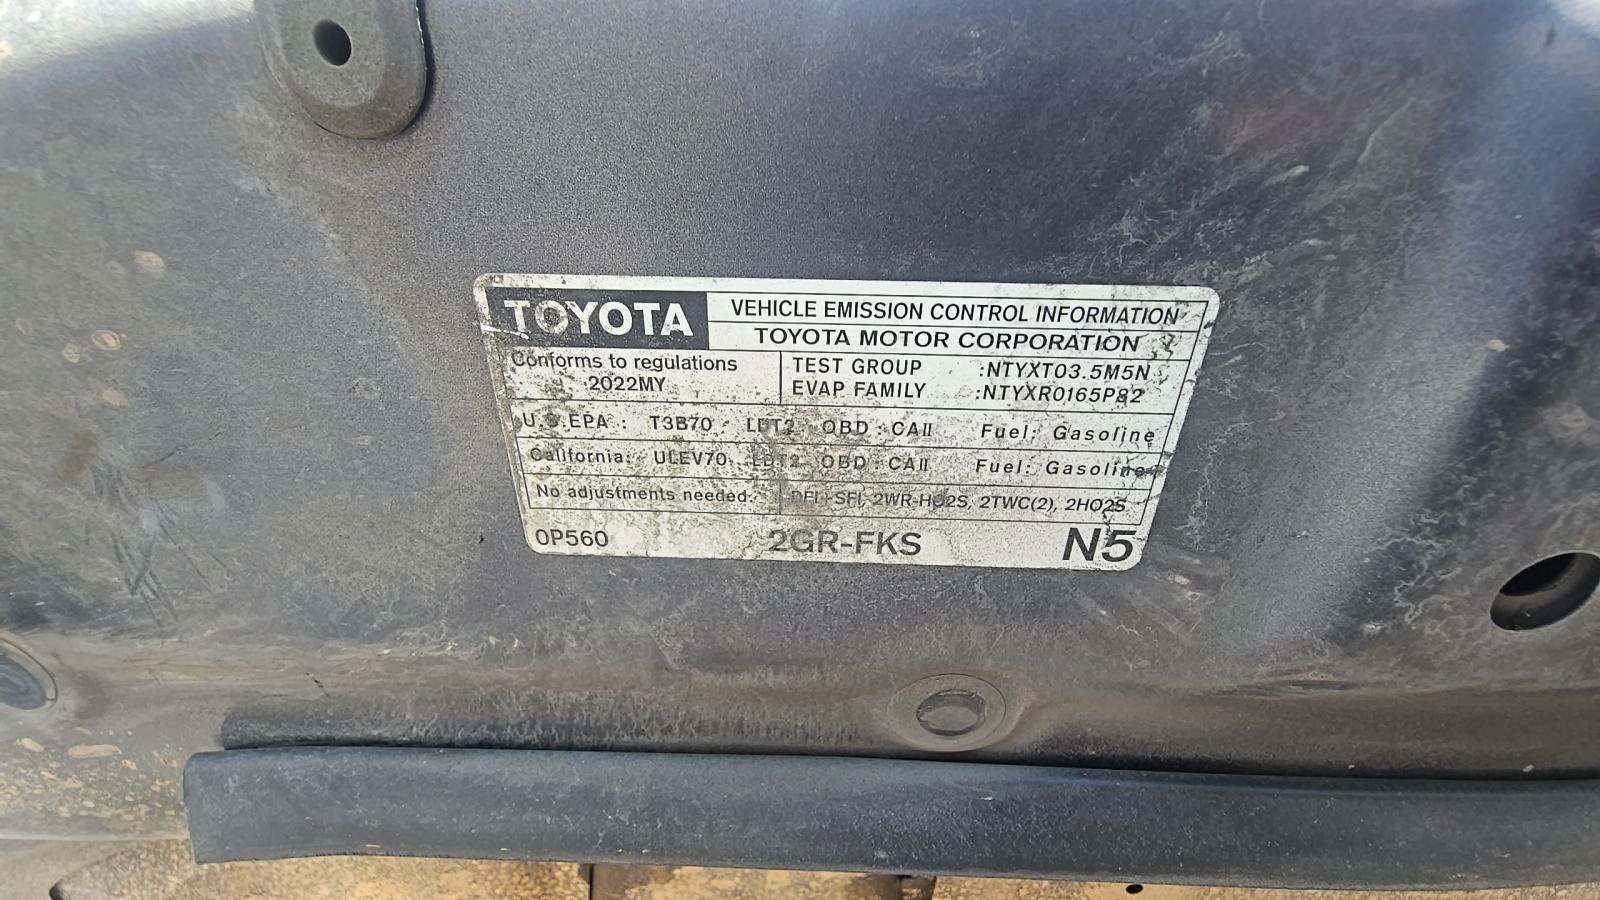 TOYOTA
VEHICLE EMISSION CONTROL INFORMATION
TOYOTA MOTOR CORPORATION
Conforms to regulations
2022MY
TEST GROUP :NTYXT03.5M5N
EVAP FAMILY :NTYXR0165P82
U.S.EPA : T3B70 LDT2 OBD : CAII Fuel: Gasoline
California: ULEV70 LDT2 OBD : CAII Fuel: Gasoline
No adjustments needed. DFI+SFI, 2WR-HO2S, 2TWC(2), 2HO2S
0P560 2GR-FKS N5